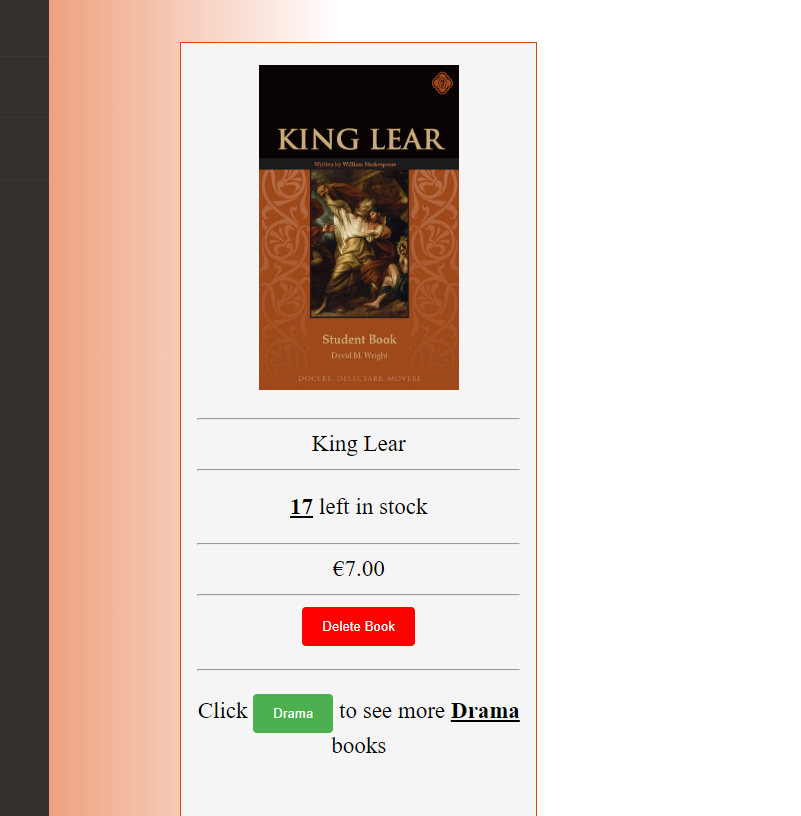 KING LEAR
Written by William Shakespeare
Student Book
David M. Wright
DOCERE, DELECTARE, MOVERE
King Lear
17 left in stock
€7.00
Delete Book
Click Drama to see more Drama
books